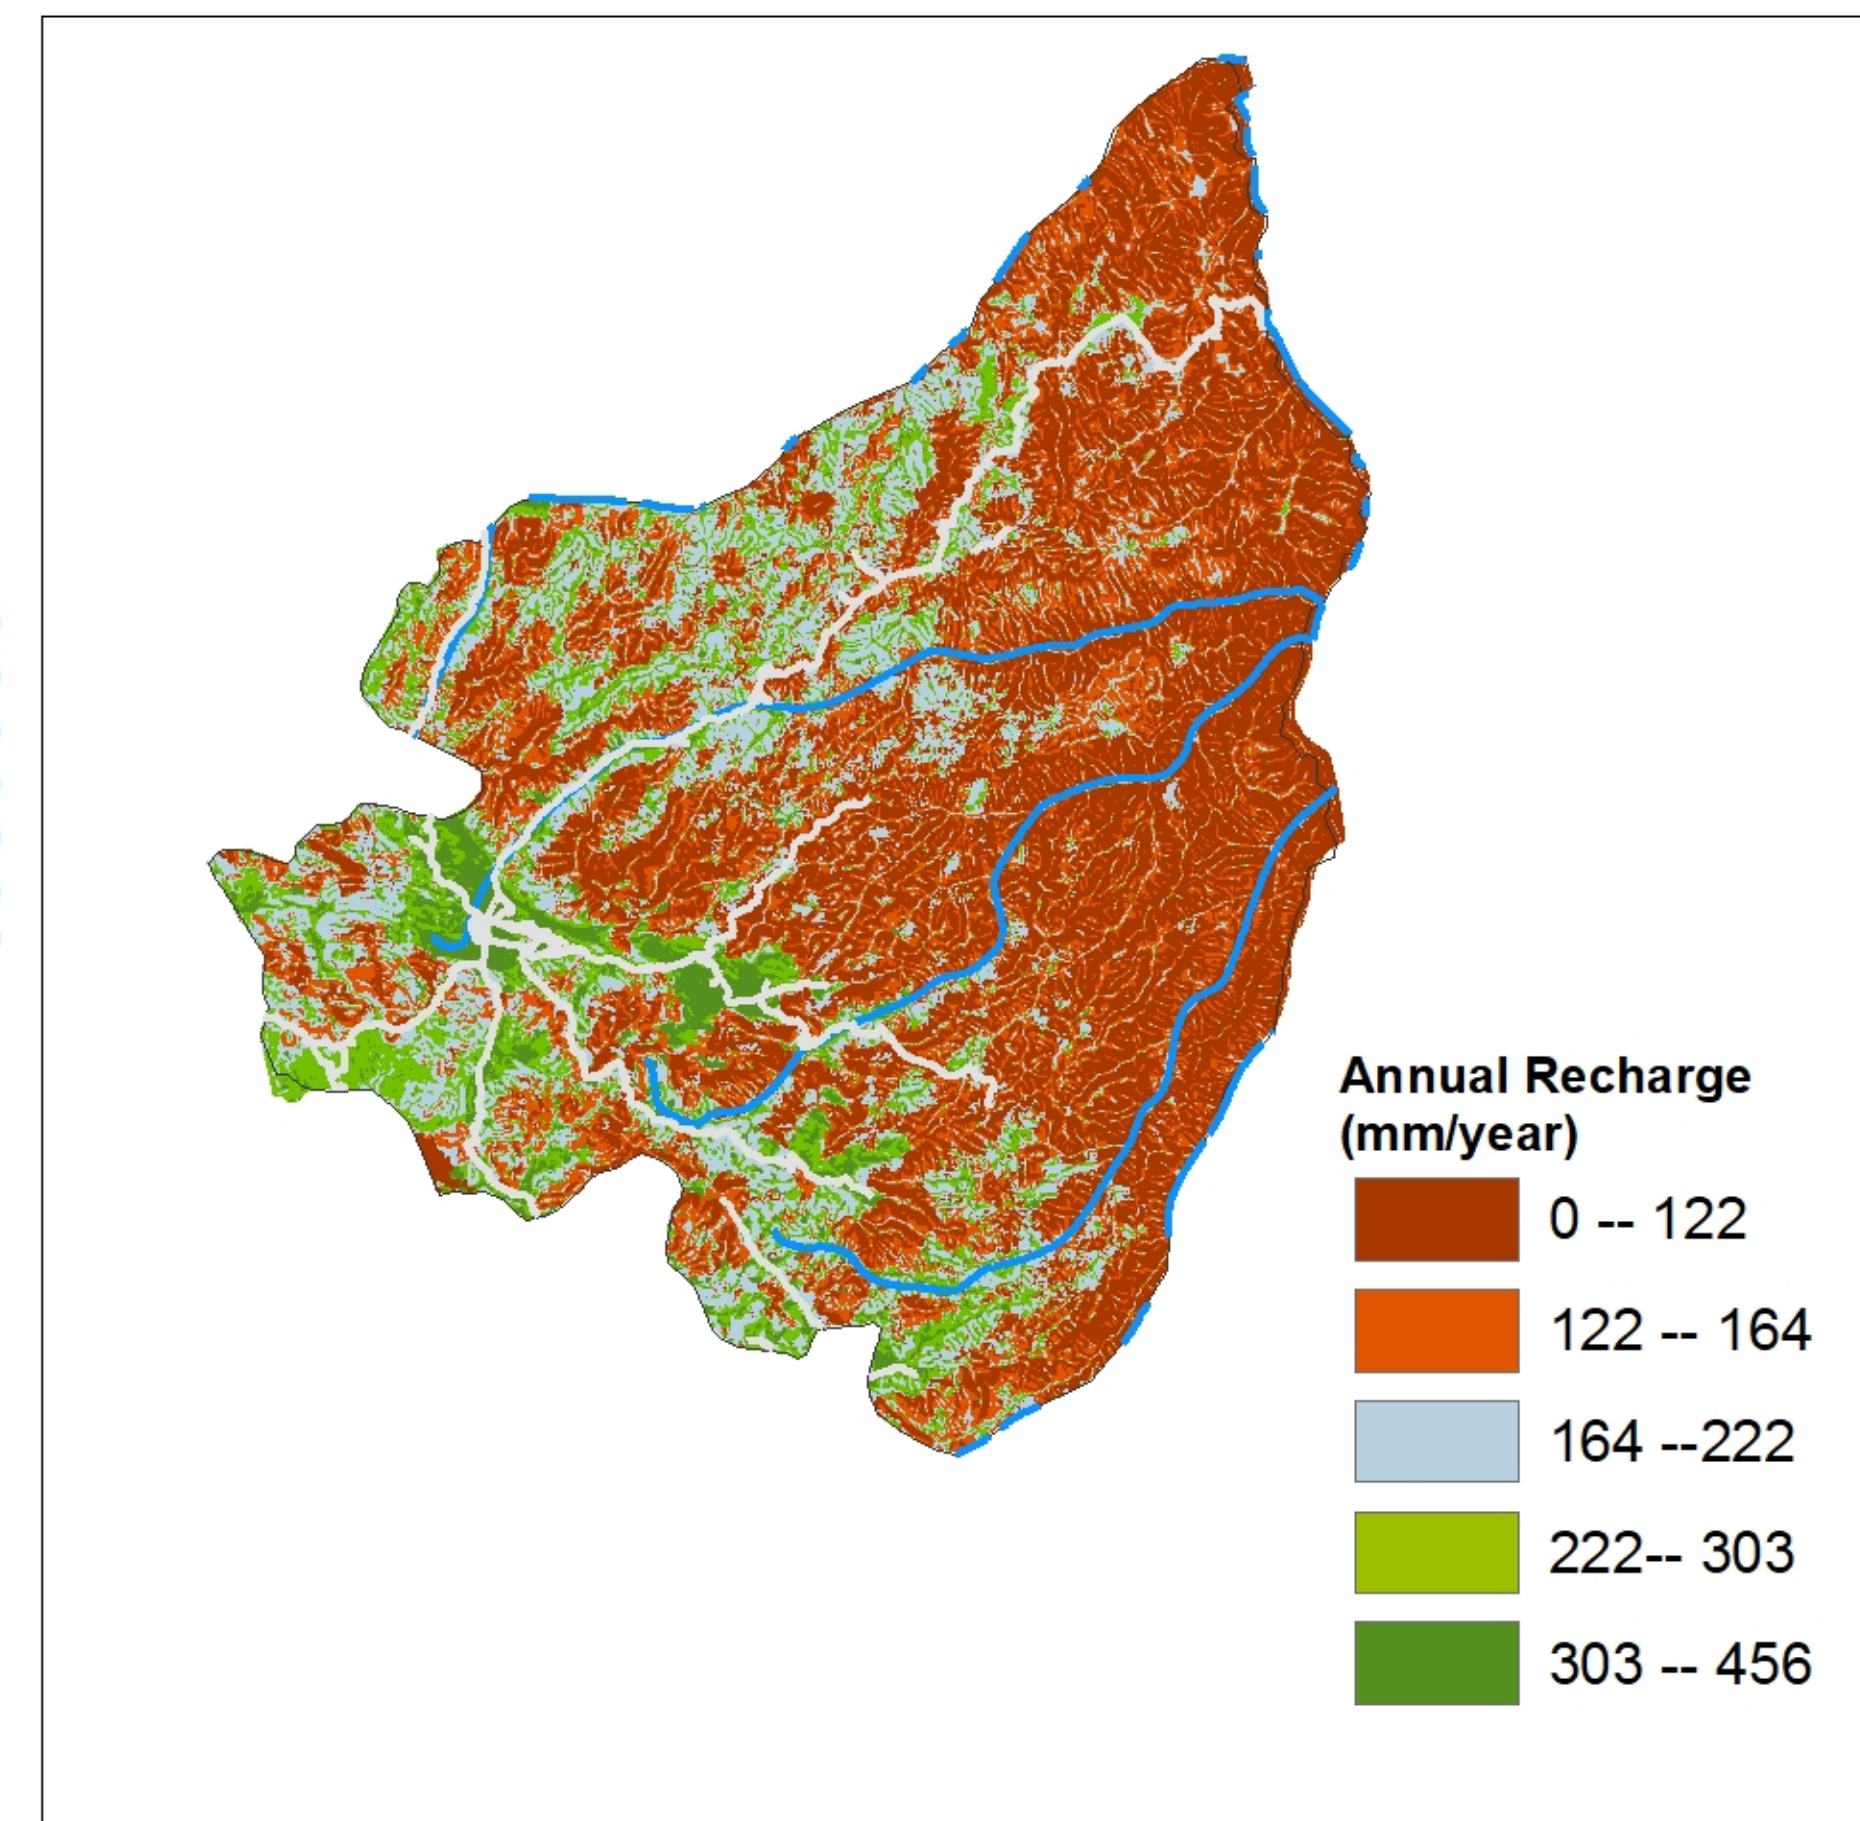 Annual Recharge
(mm/year)
0 -- 122
122 -- 164
164 --222
222-- 303
303 -- 456